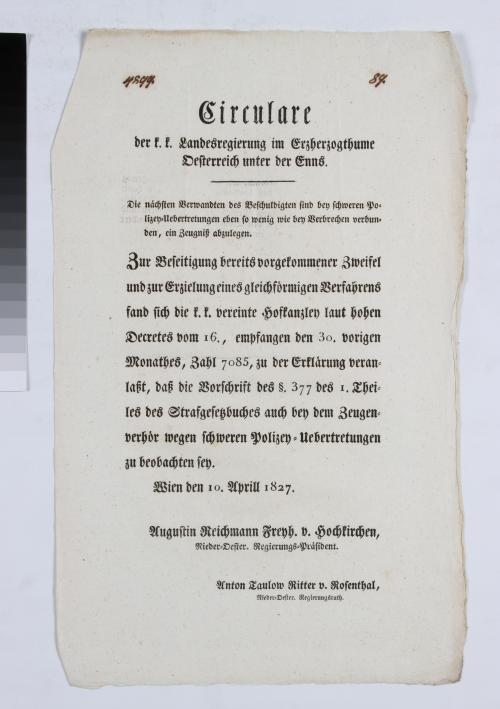 4594.
89.
Circulare
der k. k. Landesregierung im Erzherzogthume
Oesterreich unter der Enns.
Die nächsten Verwandten des Beschuldigten sind bey schweren Po-
lizey-Uebertretungen eben so wenig wie bey Verbrechen verbun-
den, ein Zeugniß abzulegen.
Zur Beseitigung bereits vorgekommener Zweifel
und zur Erzielung eines gleichförmigen Verfahrens
fand sich die k. k. vereinte Hofkanzley laut hohen
Decretes vom 16., empfangen den 30. vorigen
Monathes, Zahl 7085, zu der Erklärung veran-
laßt, daß die Vorschrift des §. 377 des 1. Thei-
les des Strafgesetzbuches auch bey dem Zeugen-
verhör wegen schweren Polizey-Uebertretungen
zu beobachten sey.
Wien den 10. Aprill 1827.
Augustin Reichmann Freyh. v. Hochkirchen,
Nieder-Oester. Regierungs-Präsident.
Anton Taulow Ritter v. Rosenthal,
Nieder-Oester. Regierungsrath.